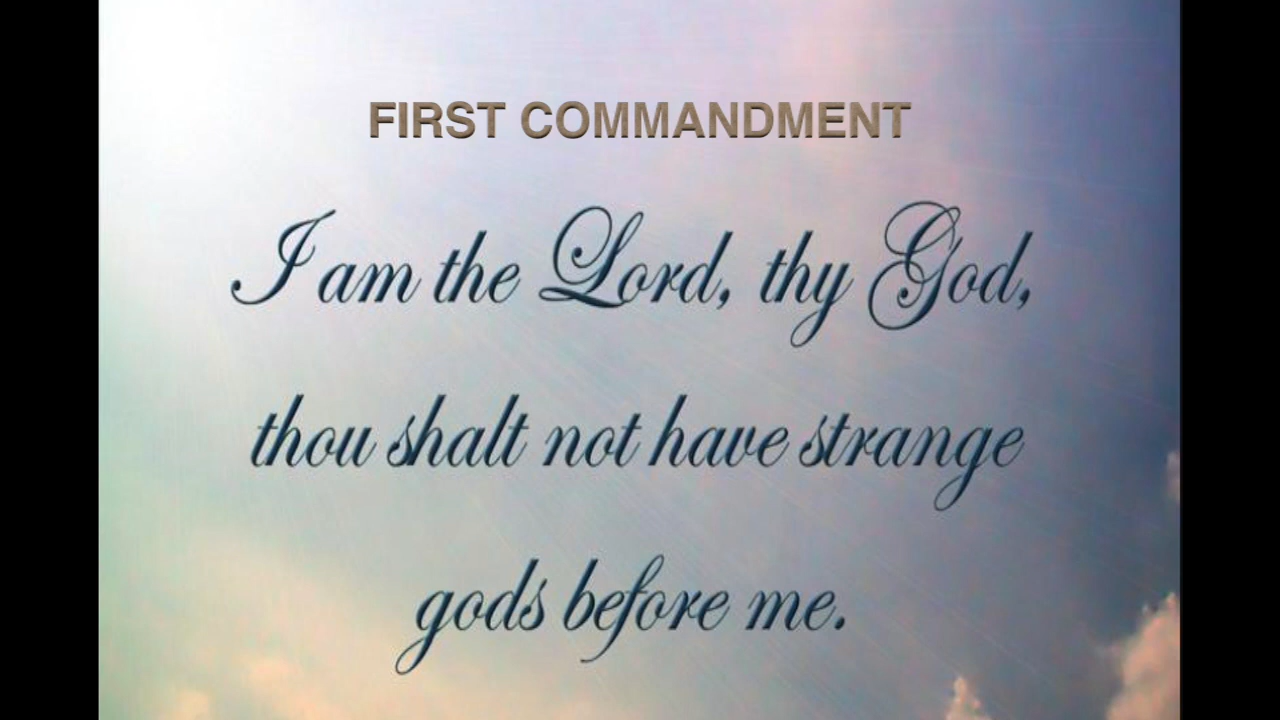 FIRST COMMANDMENT
I am the Lord, thy God,
thou shalt not have strange
gods before me.